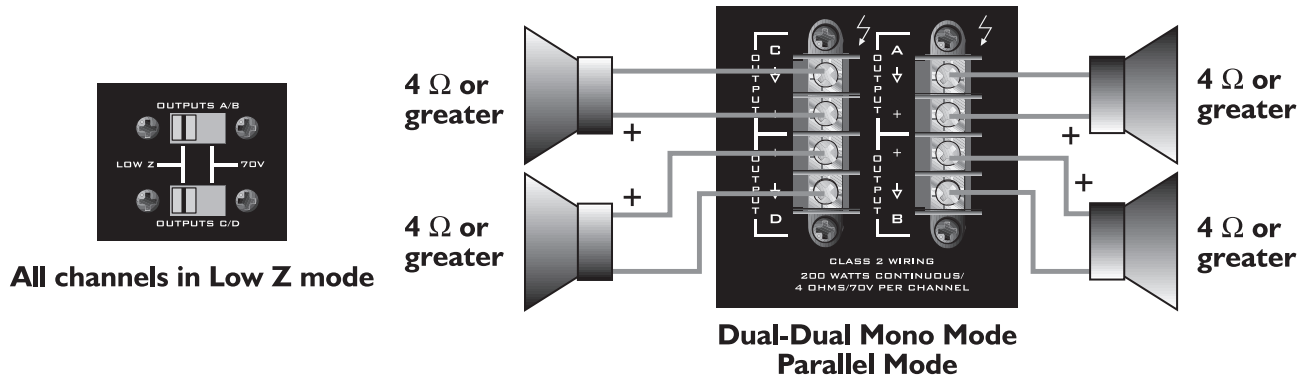 OUTPUTS A/B
LOW Z
70V
OUTPUTS C/D
All channels in Low Z mode
4 Ω or
greater
+
4 Ω or
greater
+
C
OUTPUT
+
+
OUTPUT
D
A
OUTPUT
+
+
OUTPUT
B
CLASS 2 WIRING
200 WATTS CONTINUOUS/
4 OHMS/70V PER CHANNEL
4 Ω or
greater
+
4 Ω or
greater
+
Dual-Dual Mono Mode
Parallel Mode